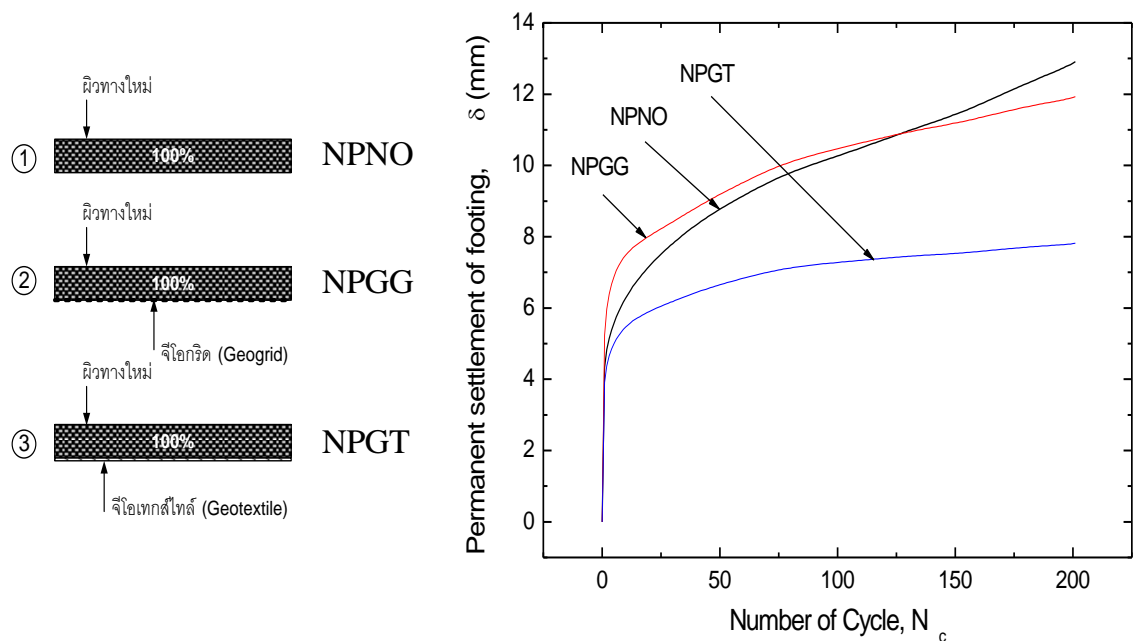 ผิวทางใหม่
① 100% NPNO
ผิวทางใหม่
② 100% NPGG
จีโอกริด (Geogrid)
ผิวทางใหม่
③ 100% NPGT
จีโอเทกส์ไทล์ (Geotextile)
Permanent settlement of footing, δ (mm)
14
12
10
8
6
4
2
0
NPGT
NPNO
NPGG
0 50 100 150 200
Number of Cycle, N c